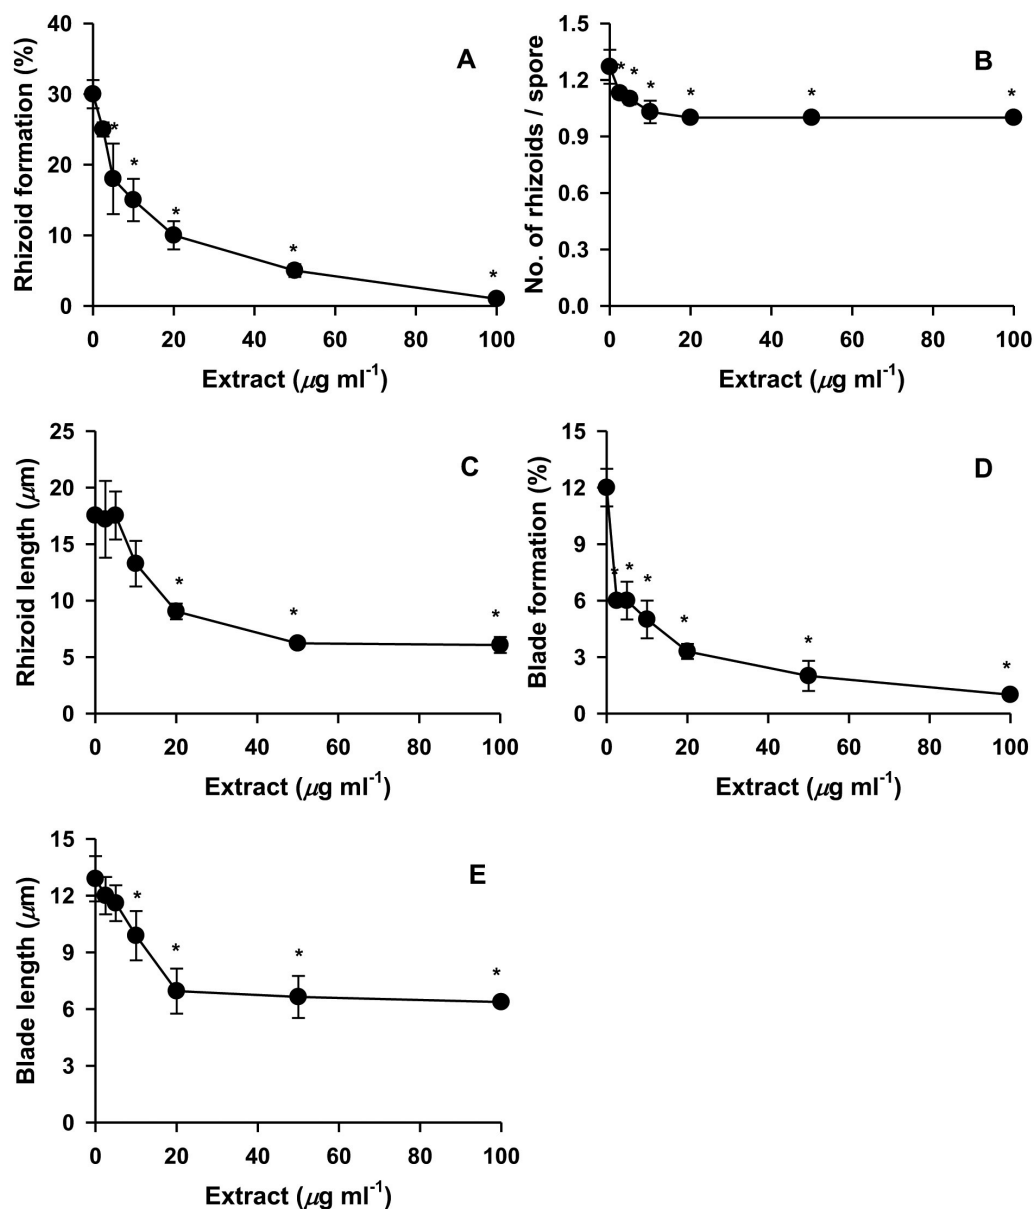 A
Rhizoid formation (%)
40
30
20
10
0
0 20 40 60 80 100
Extract (μg ml-1)
B
No. of rhizoids / spore
1.5
1.2
0.9
0.6
0.3
0.0
0 20 40 60 80 100
Extract (μg ml-1)
C
Rhizoid length (μm)
25
20
15
10
5
0
0 20 40 60 80 100
Extract (μg ml-1)
D
Blade formation (%)
15
12
9
6
3
0
0 20 40 60 80 100
Extract (μg ml-1)
E
Blade length (μm)
15
12
9
6
3
0
0 20 40 60 80 100
Extract (μg ml-1)